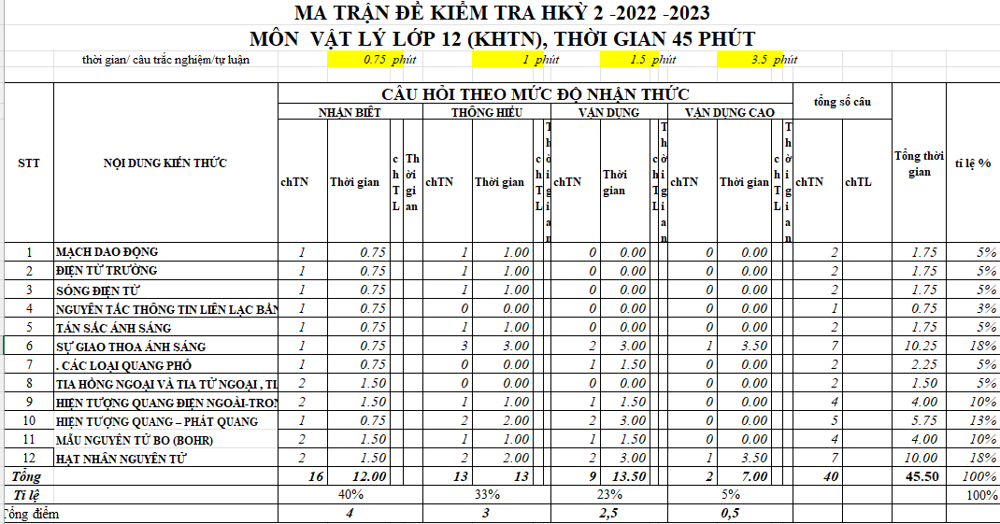 MA TRẬN ĐỀ KIỂM TRA HKỲ 2 -2022 -2023
MÔN VẬT LÝ LỚP 12 (KHTN), THỜI GIAN 45 PHÚT
thời gian/ câu trắc nghiệm/tự luận 0.75 phút 1 phút 1.5 phút 3.5 phút
STT NỘI DUNG KIẾN THỨC CÂU HỎI THEO MỨC ĐỘ NHẬN THỨC tổng số câu Tổng thời gian tỉ lệ %
NHẬN BIẾT THÔNG HIỂU VẬN DỤNG VẬN DỤNG CAO
chTN Thời gian chTL Thời gian chTN Thời gian chTL Thời gian chTN Thời gian chTL Thời gian chTN Thời gian chTL Thời gian chTN chTL
1 MẠCH DAO ĐỘNG 1 0.75 1 1.00 0 0.00 0 0.00 2 1.75 5%
2 ĐIỆN TỪ TRƯỜNG 1 0.75 1 1.00 0 0.00 0 0.00 2 1.75 5%
3 SÓNG ĐIỆN TỪ 1 0.75 1 1.00 0 0.00 0 0.00 2 1.75 5%
4 NGUYÊN TẮC THÔNG TIN LIÊN LẠC BẰN 1 0.75 0 0.00 0 0.00 0 0.00 1 0.75 3%
5 TÁN SẮC ÁNH SÁNG 1 0.75 1 1.00 0 0.00 0 0.00 2 1.75 5%
6 SỰ GIAO THOA ÁNH SÁNG 1 0.75 3 3.00 2 3.00 1 3.50 7 10.25 18%
7 . CÁC LOẠI QUANG PHỔ 1 0.75 0 0.00 1 1.50 0 0.00 2 2.25 5%
8 TIA HỒNG NGOẠI VÀ TIA TỬ NGOẠI , TI 2 1.50 0 0.00 0 0.00 0 0.00 2 1.50 5%
9 HIỆN TƯỢNG QUANG ĐIỆN NGOÀI-TRON 2 1.50 1 1.00 1 1.50 0 0.00 4 4.00 10%
10 HIỆN TƯỢNG QUANG – PHÁT QUANG 1 0.75 2 2.00 2 3.00 0 0.00 5 5.75 13%
11 MẪU NGUYÊN TỬ BO (BOHR) 2 1.50 1 1.00 1 1.50 0 0.00 4 4.00 10%
12 HẠT NHÂN NGUYÊN TỬ 2 1.50 2 2.00 2 3.00 1 3.50 7 10.00 18%
Tổng 16 12.00 13 13 9 13.50 2 7.00 40 45.50 100%
Tỉ lệ 40% 33% 23% 5% 100%
Tổng điểm 4 3 2,5 0,5